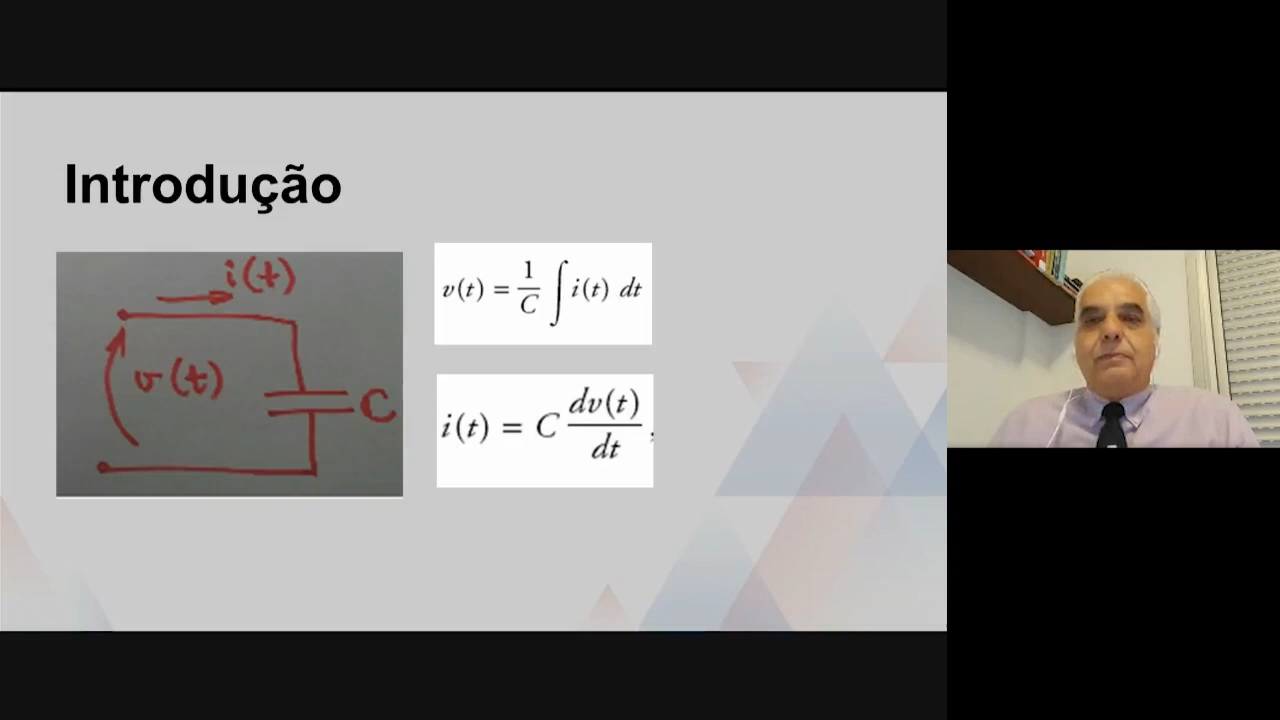 Introdução
i(t)
v(t)
C
v(t) = 1/C ∫ i(t) dt
i(t) = C dv(t)/dt ,